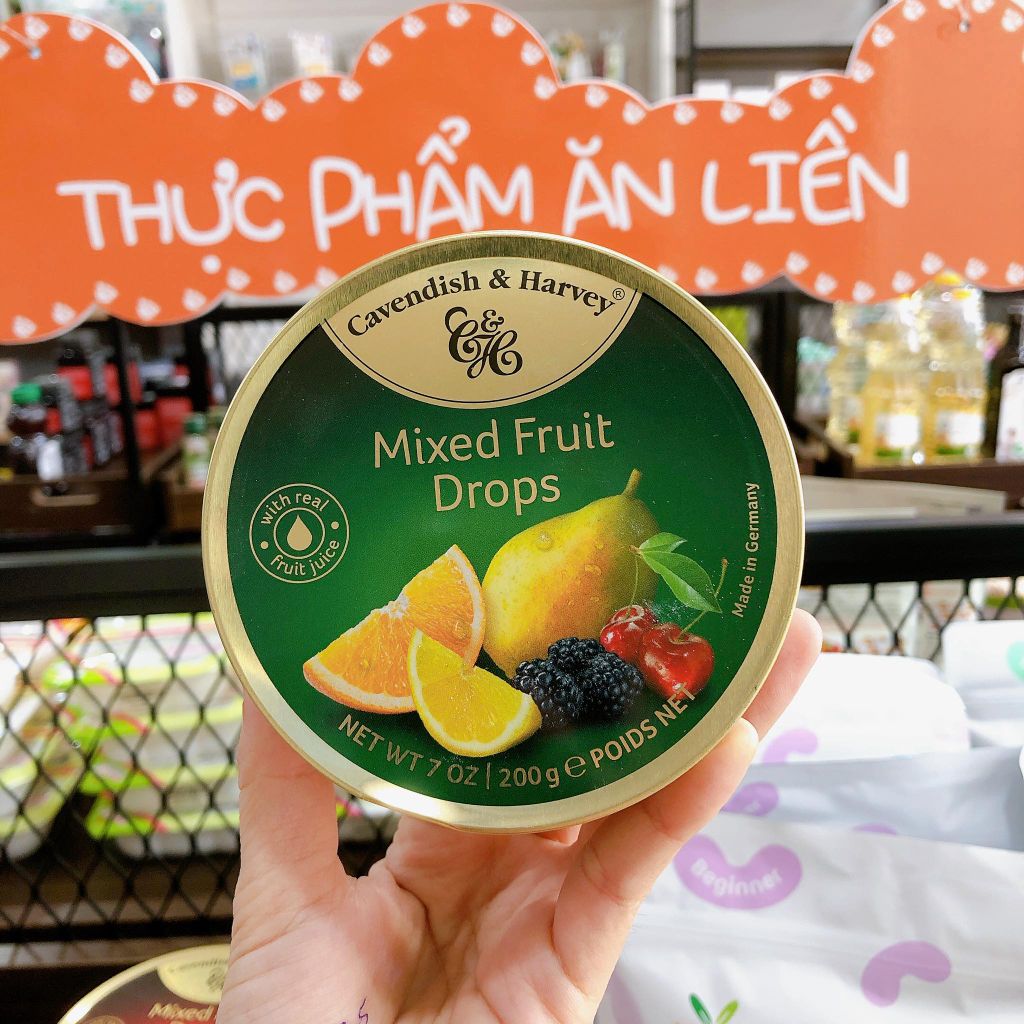 THỰC PHẨM ĂN LIỀN
Cavendish & Harvey®
C&H
Mixed Fruit
Drops
with real
fruit juice
Made in Germany
NET WT 7 OZ | 200g e POIDS NET
Beginner
Mixed